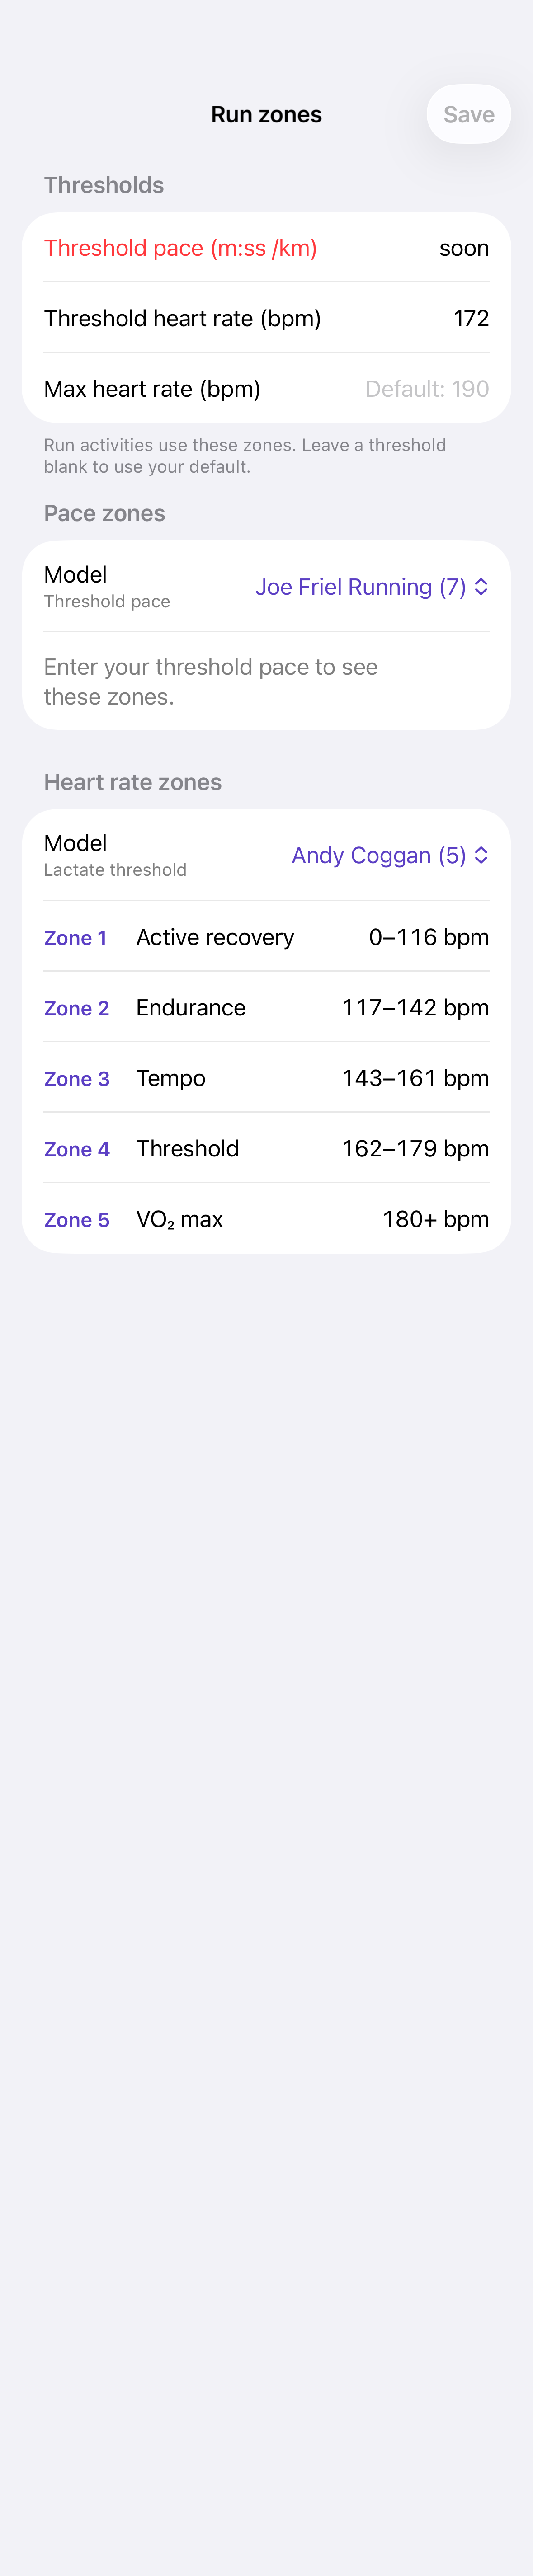 Run zones
Save
Thresholds
Threshold pace (m:ss /km)
soon
Threshold heart rate (bpm)
172
Max heart rate (bpm)
Default: 190
Run activities use these zones. Leave a threshold
blank to use your default.
Pace zones
Model
Threshold pace
Joe Friel Running (7)
Enter your threshold pace to see
these zones.
Heart rate zones
Model
Lactate threshold
Andy Coggan (5)
Zone 1 Active recovery 0–116 bpm
Zone 2 Endurance 117–142 bpm
Zone 3 Tempo 143–161 bpm
Zone 4 Threshold 162–179 bpm
Zone 5 VO₂ max 180+ bpm